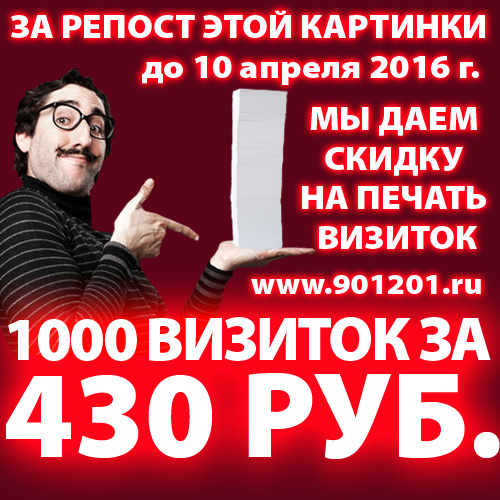 ЗА РЕПОСТ ЭТОЙ КАРТИНКИ
до 10 апреля 2016 г.
МЫ ДАЕМ
СКИДКУ
НА ПЕЧАТЬ
ВИЗИТОК
www.901201.ru
1000 ВИЗИТОК ЗА
430 РУБ.